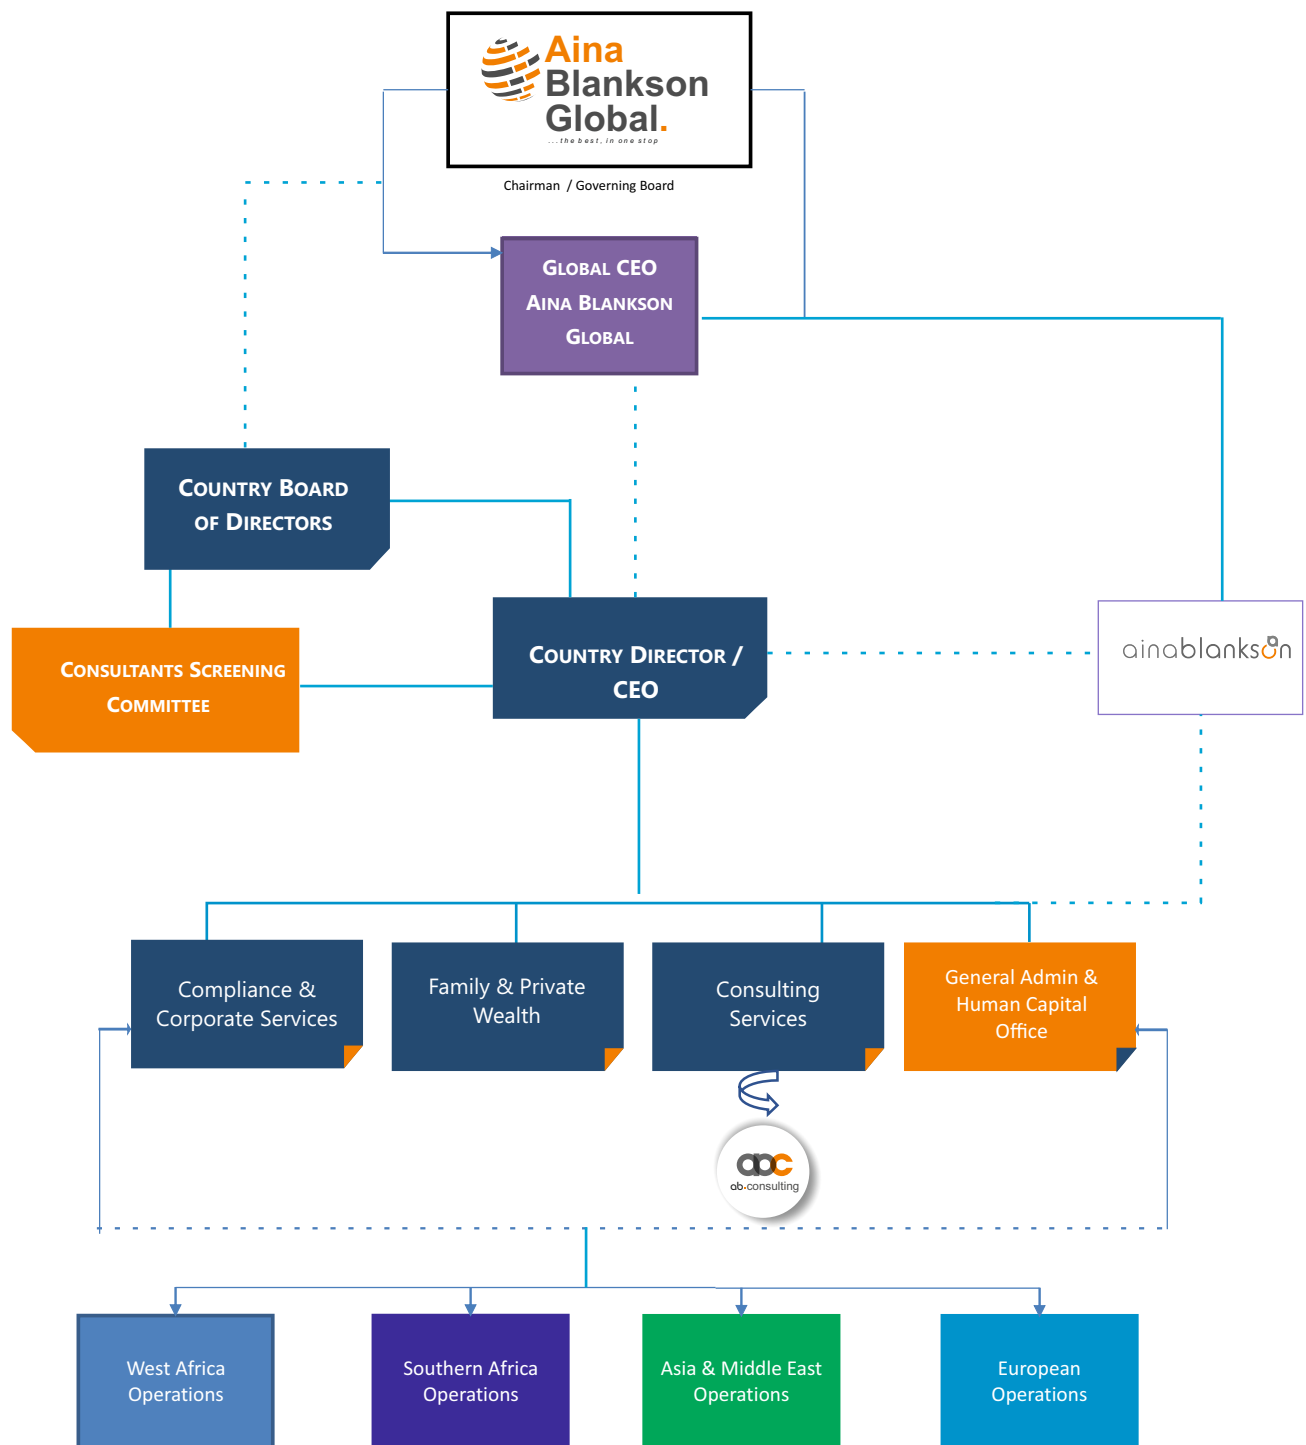 Aina
Blankson
Global.
...the best, in one stop
Chairman / Governing Board
GLOBAL CEO
AINA BLANKSON
GLOBAL
COUNTRY BOARD
OF DIRECTORS
CONSULTANTS SCREENING
COMMITTEE
COUNTRY DIRECTOR /
CEO
ainablankson
Compliance &
Corporate Services
Family & Private
Wealth
Consulting
Services
General Admin &
Human Capital
Office
abc
ab-consulting
West Africa
Operations
Southern Africa
Operations
Asia & Middle East
Operations
European
Operations